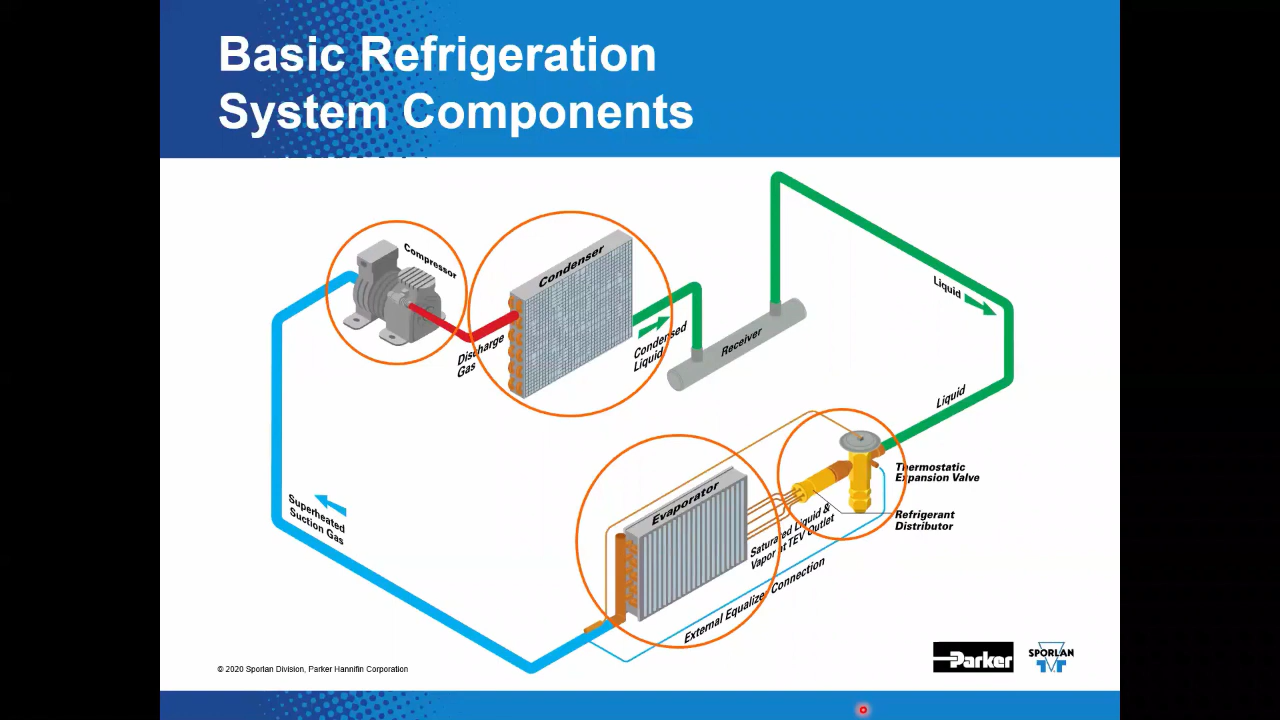 Basic Refrigeration
System Components
Compressor
Condenser
Discharge
Gas
Condensed
Liquid
Receiver
Liquid
Liquid
Thermostatic
Expansion Valve
Refrigerant
Distributor
Evaporator
Saturated Liquid &
Vapor at TEV Outlet
External Equalizer Connection
Superheated
Suction Gas
© 2020 Sporlan Division, Parker Hannifin Corporation
Parker
SPORLAN